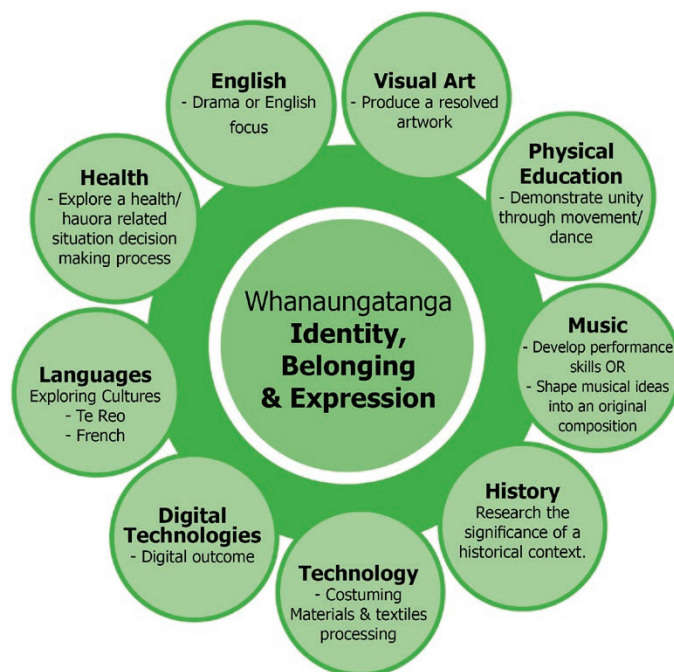 Whanaungatanga
Identity,
Belonging
& Expression
English
- Drama or English
focus
Visual Art
- Produce a resolved
artwork
Physical
Education
- Demonstrate unity
through movement/
dance
Music
- Develop performance
skills OR
- Shape musical ideas
into an original
composition
History
Research the
significance of a
historical context.
Technology
- Costuming
Materials & textiles
processing
Digital
Technologies
- Digital outcome
Languages
Exploring Cultures
- Te Reo
- French
Health
- Explore a health/
hauora related
situation decision
making process